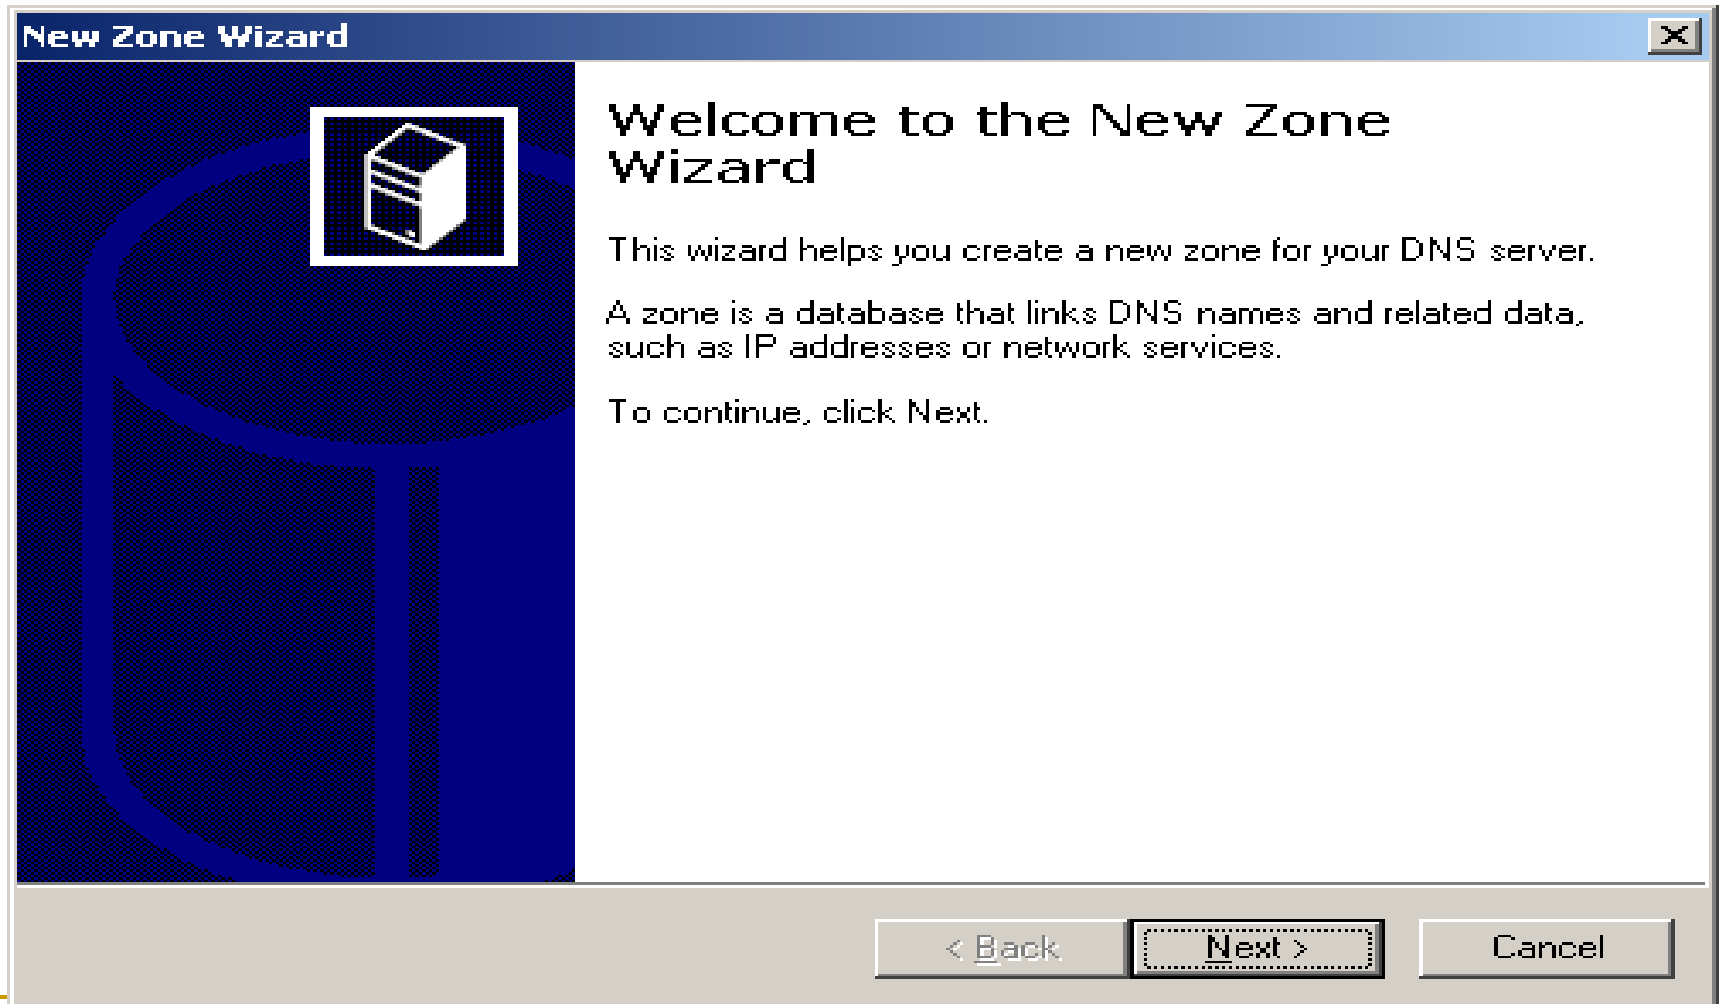 New Zone Wizard
Welcome to the New Zone
Wizard
This wizard helps you create a new zone for your DNS server.
A zone is a database that links DNS names and related data,
such as IP addresses or network services.
To continue, click Next.
< Back
Next >
Cancel